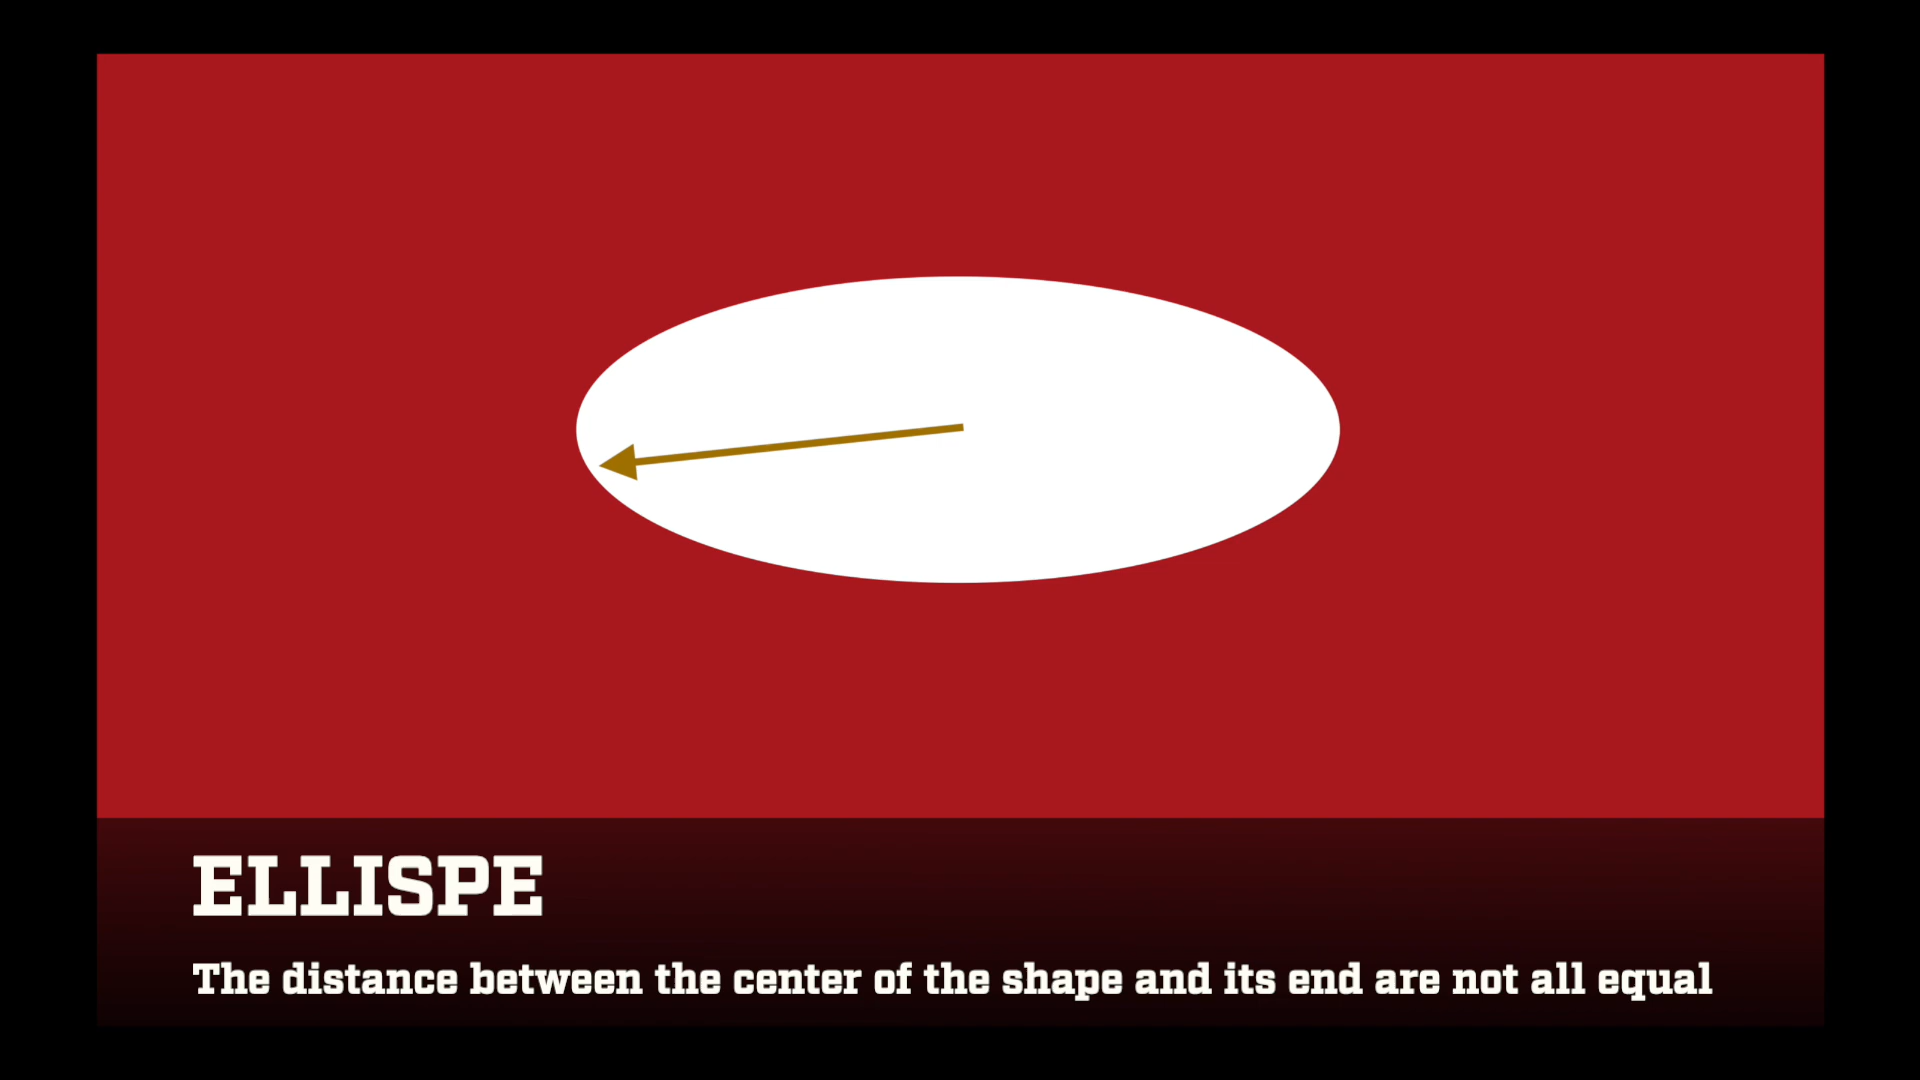 ELLISPE
The distance between the center of the shape and its end are not all equal